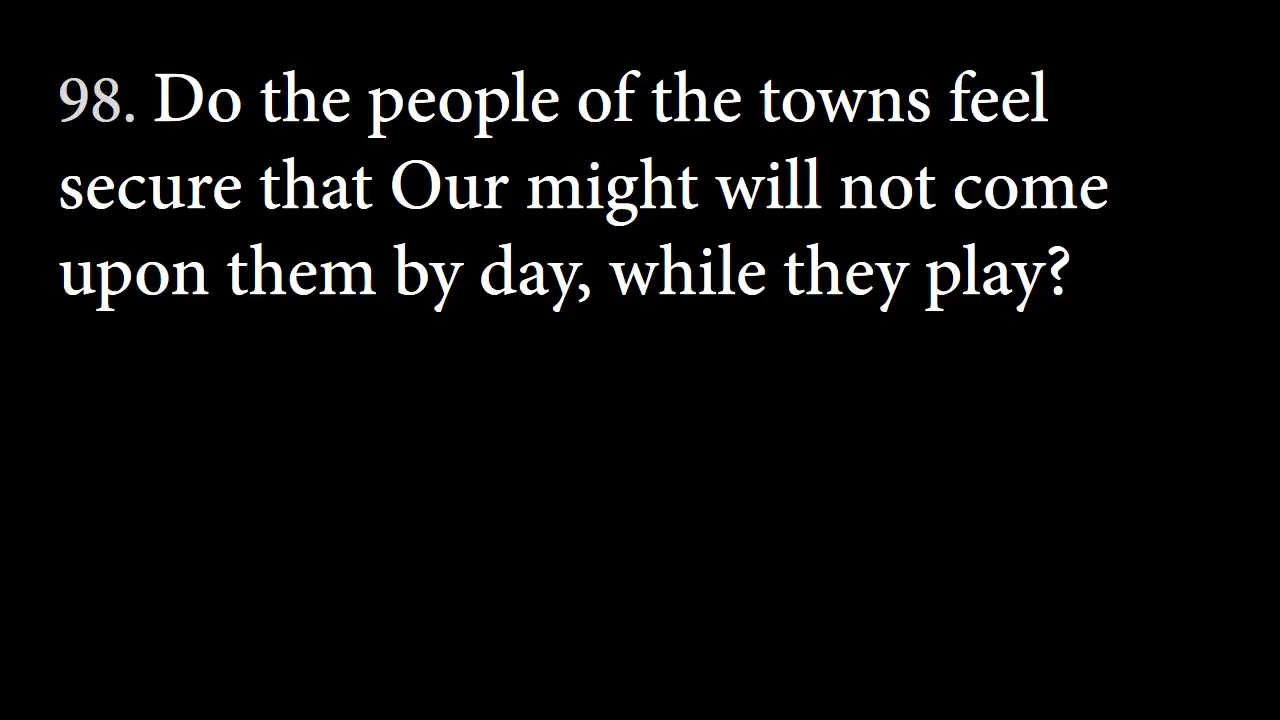 98. Do the people of the towns feel
secure that Our might will not come
upon them by day, while they play?